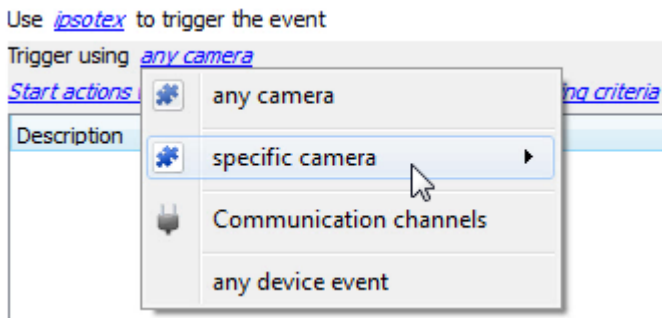 Use ipsotex to trigger the event
Trigger using any camera
Start actions
ing criteria
any camera
Description
specific camera
Communication channels
any device event